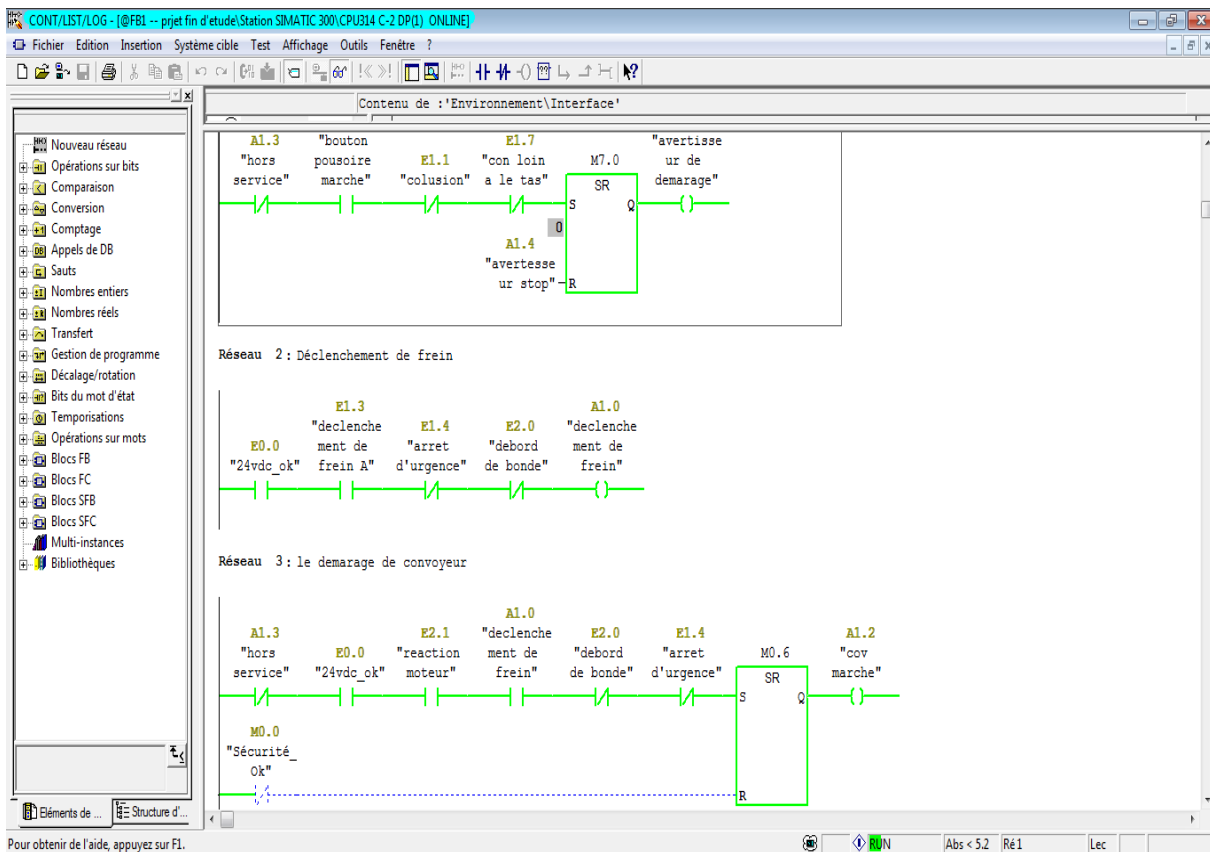 CONT/LIST/LOG - [@FB1 -- prjet fin d'etude\Station SIMATIC 300\CPU314 C-2 DP(1) ONLINE]
Fichier Edition Insertion Système cible Test Affichage Outils Fenêtre ?
Contenu de :'Environnement\Interface'
Nouveau réseau
Opérations sur bits
Comparaison
Conversion
Comptage
Appels de DB
Sauts
Nombres entiers
Nombres réels
Transfert
Gestion de programme
Décalage/rotation
Bits du mot d'état
Temporisations
Opérations sur mots
Blocs FB
Blocs FC
Blocs SFB
Blocs SFC
Multi-instances
Bibliothèques
Eléments de ... Structure d'...
A1.3 "bouton E1.7 "avertisse
"hors pousoire E1.1 "con loin M7.0 ur de
service" marche" "colusion" a le tas" SR demarage"
S Q
0
A1.4
"avertesse
ur stop" R
Réseau 2 : Déclenchement de frein
E1.3 A1.0
"declenche E1.4 E2.0 "declenche
E0.0 ment de "arret "debord ment de
"24vdc_ok" frein A" d'urgence" de bonde" frein"
Réseau 3 : le demarage de convoyeur
A1.0
A1.3 E2.1 "declenche E2.0 E1.4 A1.2
"hors E0.0 "reaction ment de "debord "arret M0.6 "cov
service" "24vdc_ok" moteur" frein" de bonde" d'urgence" SR marche"
S Q
M0.0
"Sécurité_
Ok"
R
Pour obtenir de l'aide, appuyez sur F1. RUN Abs < 5.2 Ré1 Lec